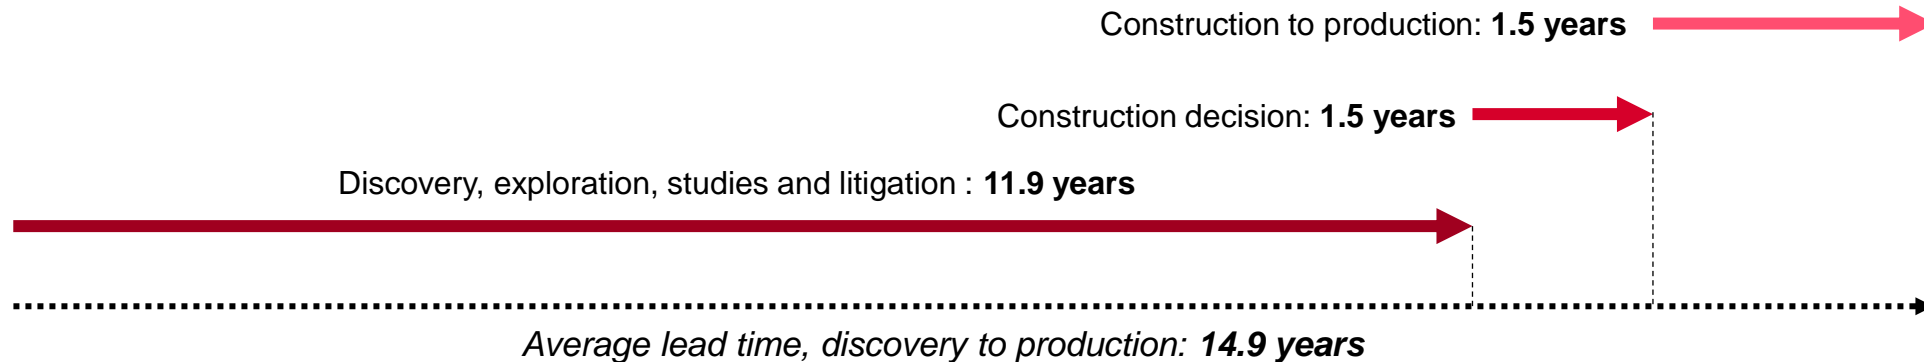 Construction to production: 1.5 years
Construction decision: 1.5 years
Discovery, exploration, studies and litigation : 11.9 years
Average lead time, discovery to production: 14.9 years